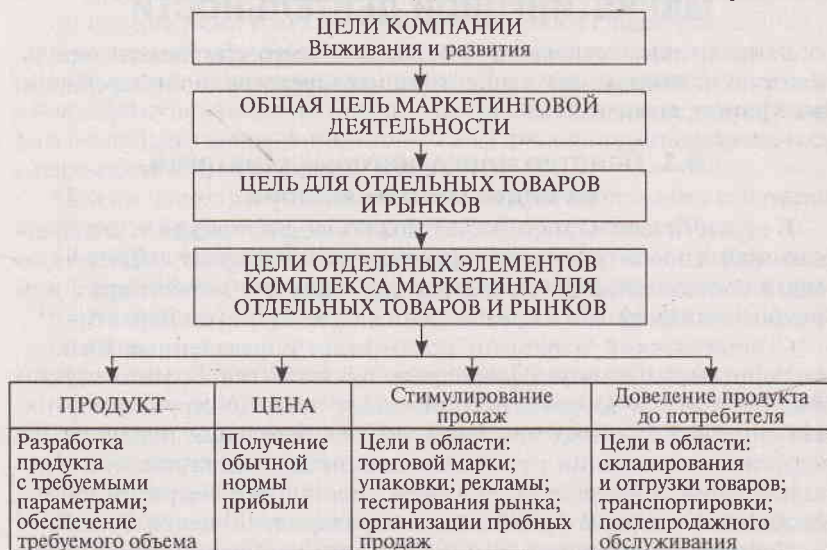 ЦЕЛИ КОМПАНИИ
Выживания и развития
ОБЩАЯ ЦЕЛЬ МАРКЕТИНГОВОЙ
ДЕЯТЕЛЬНОСТИ
ЦЕЛЬ ДЛЯ ОТДЕЛЬНЫХ ТОВАРОВ
И РЫНКОВ
ЦЕЛИ ОТДЕЛЬНЫХ ЭЛЕМЕНТОВ
КОМПЛЕКСА МАРКЕТИНГА ДЛЯ
ОТДЕЛЬНЫХ ТОВАРОВ И РЫНКОВ
ПРОДУКТ
Разработка
продукта
с требуемыми
параметрами;
обеспечение
требуемого объема
ЦЕНА
Получение
обычной
нормы
прибыли
Стимулирование
продаж
Цели в области:
торговой марки;
упаковки; рекламы;
тестирования рынка;
организации пробных
продаж
Доведение продукта
до потребителя
Цели в области:
складирования
и отгрузки товаров;
транспортировки;
послепродажного
обслуживания